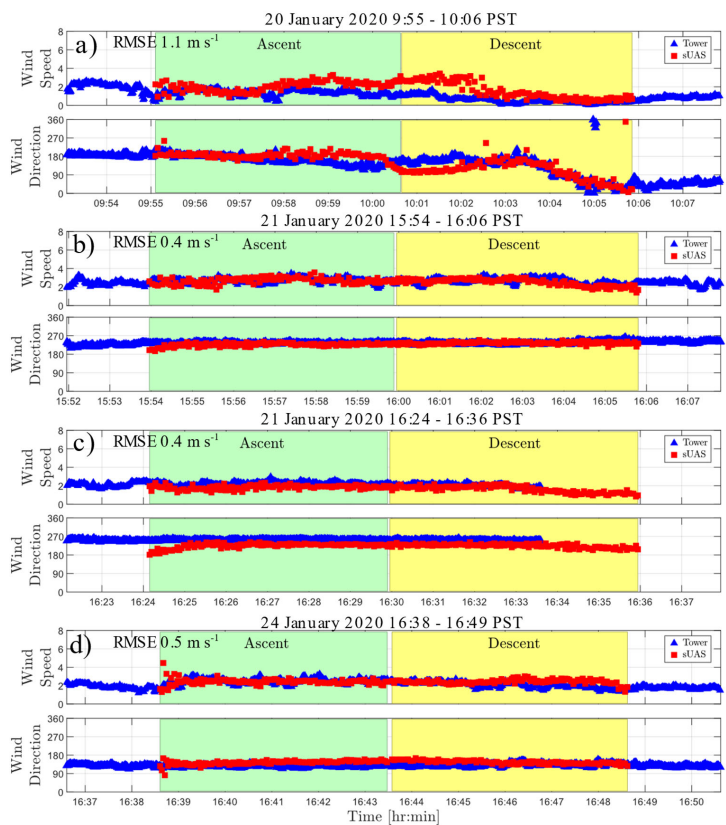 20 January 2020 9:55 - 10:06 PST
a) RMSE 1.1 m s⁻¹ Ascent Descent
Tower
sUAS
Wind Speed
8
6
4
2
0
Wind Direction
360
270
180
90
0
09:54 09:55 09:56 09:57 09:58 09:59 10:00 10:01 10:02 10:03 10:04 10:05 10:06 10:07
21 January 2020 15:54 - 16:06 PST
b) RMSE 0.4 m s⁻¹ Ascent Descent
Tower
sUAS
Wind Speed
8
6
4
2
0
Wind Direction
360
270
180
90
0
15:52 15:53 15:54 15:55 15:56 15:57 15:58 15:59 16:00 16:01 16:02 16:03 16:04 16:05 16:06 16:07
21 January 2020 16:24 - 16:36 PST
c) RMSE 0.4 m s⁻¹ Ascent Descent
Tower
sUAS
Wind Speed
8
6
4
2
0
Wind Direction
360
270
180
90
0
16:23 16:24 16:25 16:26 16:27 16:28 16:30 16:30 16:31 16:32 16:33 16:35 16:35 16:36 16:37
24 January 2020 16:38 - 16:49 PST
d) RMSE 0.5 m s⁻¹ Ascent Descent
Tower
sUAS
Wind Speed
8
6
4
2
0
Wind Direction
360
270
180
90
0
16:37 16:38 16:39 16:40 16:41 16:42 16:43 16:44 16:45 16:46 16:47 16:48 16:49 16:50
Time [hr:min]